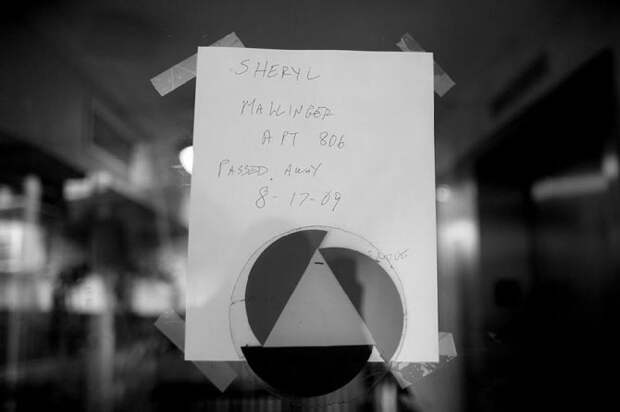 SHERYL
MALLINGER
APT 806
PASSED AWAY
8-17-09